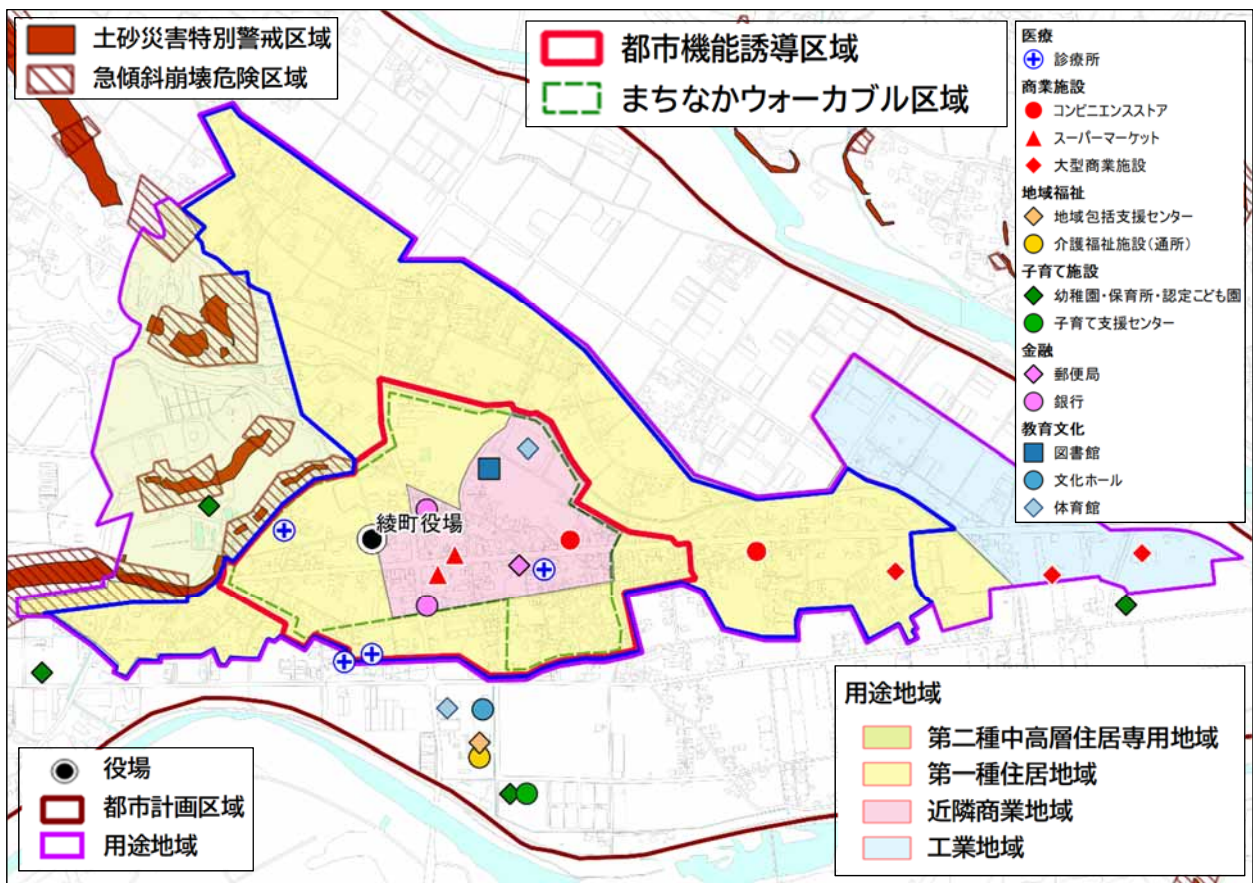 土砂災害特別警戒区域
急傾斜崩壊危険区域
都市機能誘導区域
まちなかウォーカブル区域
医療
診療所
商業施設
コンビニエンスストア
スーパーマーケット
大型商業施設
地域福祉
地域包括支援センター
介護福祉施設(通所)
子育て施設
幼稚園・保育所・認定こども園
子育て支援センター
金融
郵便局
銀行
教育文化
図書館
文化ホール
体育館
綾町役場
役場
都市計画区域
用途地域
用途地域
第二種中高層住居専用地域
第一種住居地域
近隣商業地域
工業地域